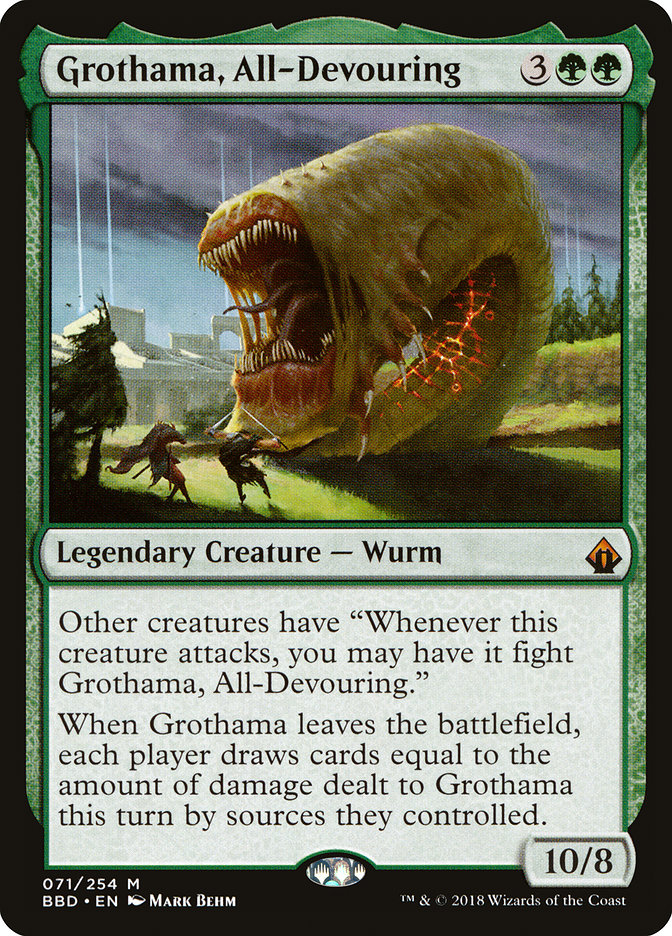 Grothama, All-Devouring 3
Legendary Creature — Wurm
Other creatures have “Whenever this
creature attacks, you may have it fight
Grothama, All-Devouring.”
When Grothama leaves the battlefield,
each player draws cards equal to the
amount of damage dealt to Grothama
this turn by sources they controlled.
10/8
071/254 M
BBD • EN Mark Behm
™ & © 2018 Wizards of the Coast